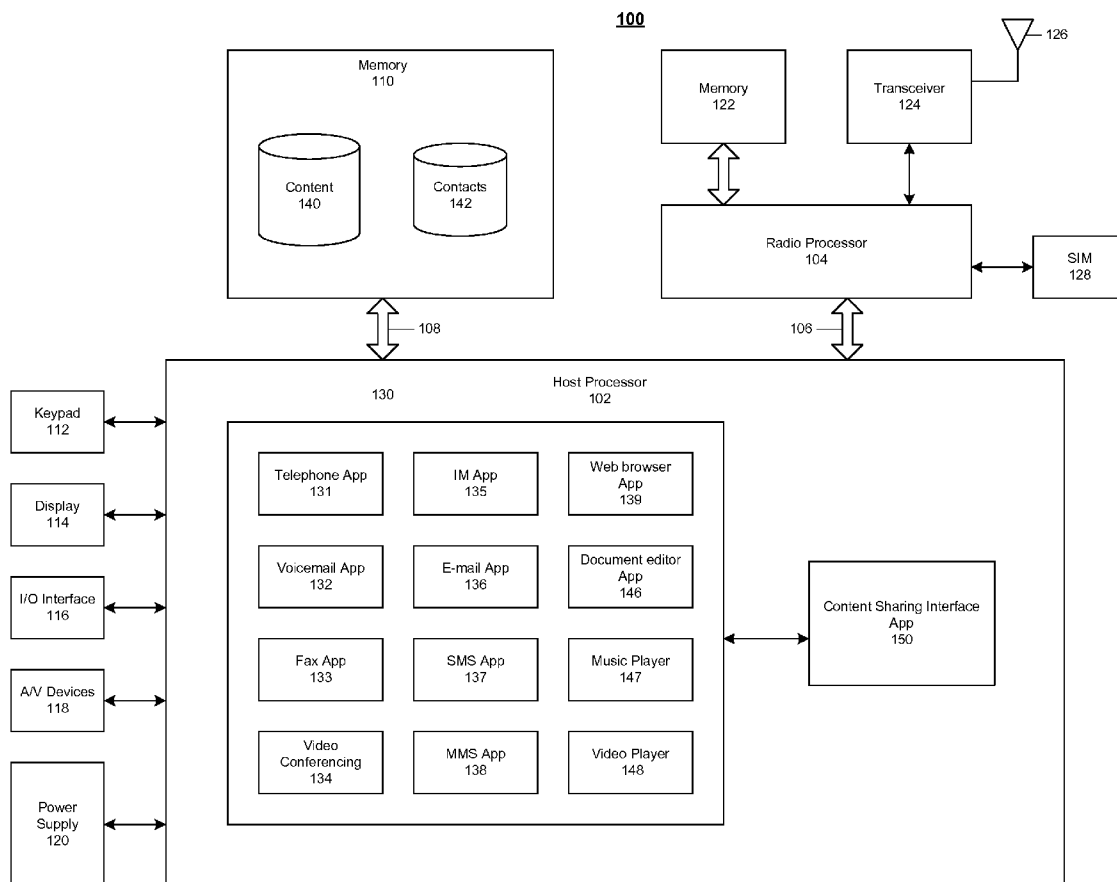 100
126
Memory
110
Content
140
Contacts
142
Memory
122
Transceiver
124
Radio Processor
104
SIM
128
108
106
130
Host Processor
102
Keypad
112
Display
114
I/O Interface
116
A/V Devices
118
Power
Supply
120
Telephone App
131
IM App
135
Web browser
App
139
Voicemail App
132
E-mail App
136
Document editor
App
146
Fax App
133
SMS App
137
Music Player
147
Video
Conferencing
134
MMS App
138
Video Player
148
Content Sharing Interface
App
150